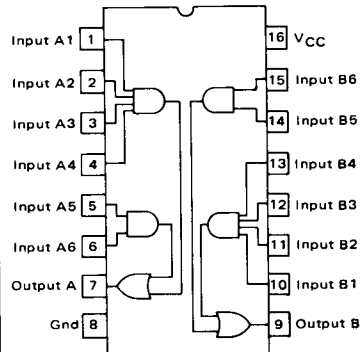 Input A1 1
Input A2 2
Input A3 3
Input A4 4
Input A5 5
Input A6 6
Output A 7
Gnd 8
16 VCC
15 Input B6
14 Input B5
13 Input B4
12 Input B3
11 Input B2
10 Input B1
9 Output B